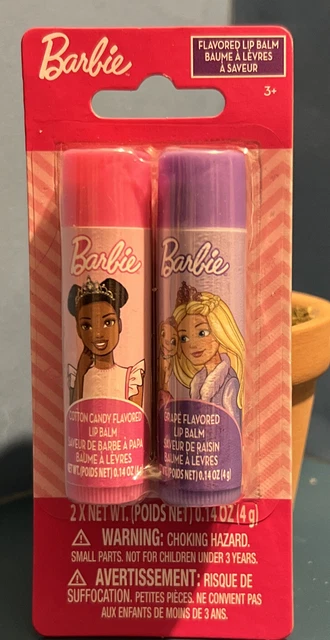 Barbie
FLAVORED LIP BALM
BAUME À LÈVRES
À SAVEUR
3+
Barbie
COTTON CANDY FLAVORED
LIP BALM
SAVEUR DE BARBE À PAPA
BAUME À LÈVRES
NET WT. (POIDS NET) 0.14 OZ (4
Barbie
GRAPE FLAVORED
LIP BALM
SAVEUR DE RAISIN
BAUME À LÈVRES
NET WT. (POIDS NET) 0.14 OZ (4 g)
2 X NET WT. (POIDS NET) 0.14 OZ (4 g)
⚠ WARNING: CHOKING HAZARD.
SMALL PARTS. NOT FOR CHILDREN UNDER 3 YEARS.
⚠ AVERTISSEMENT: RISQUE DE
SUFFOCATION. PETITES PIÈCES. NE CONVIENT PAS
AUX ENFANTS DE MOINS DE 3 ANS.